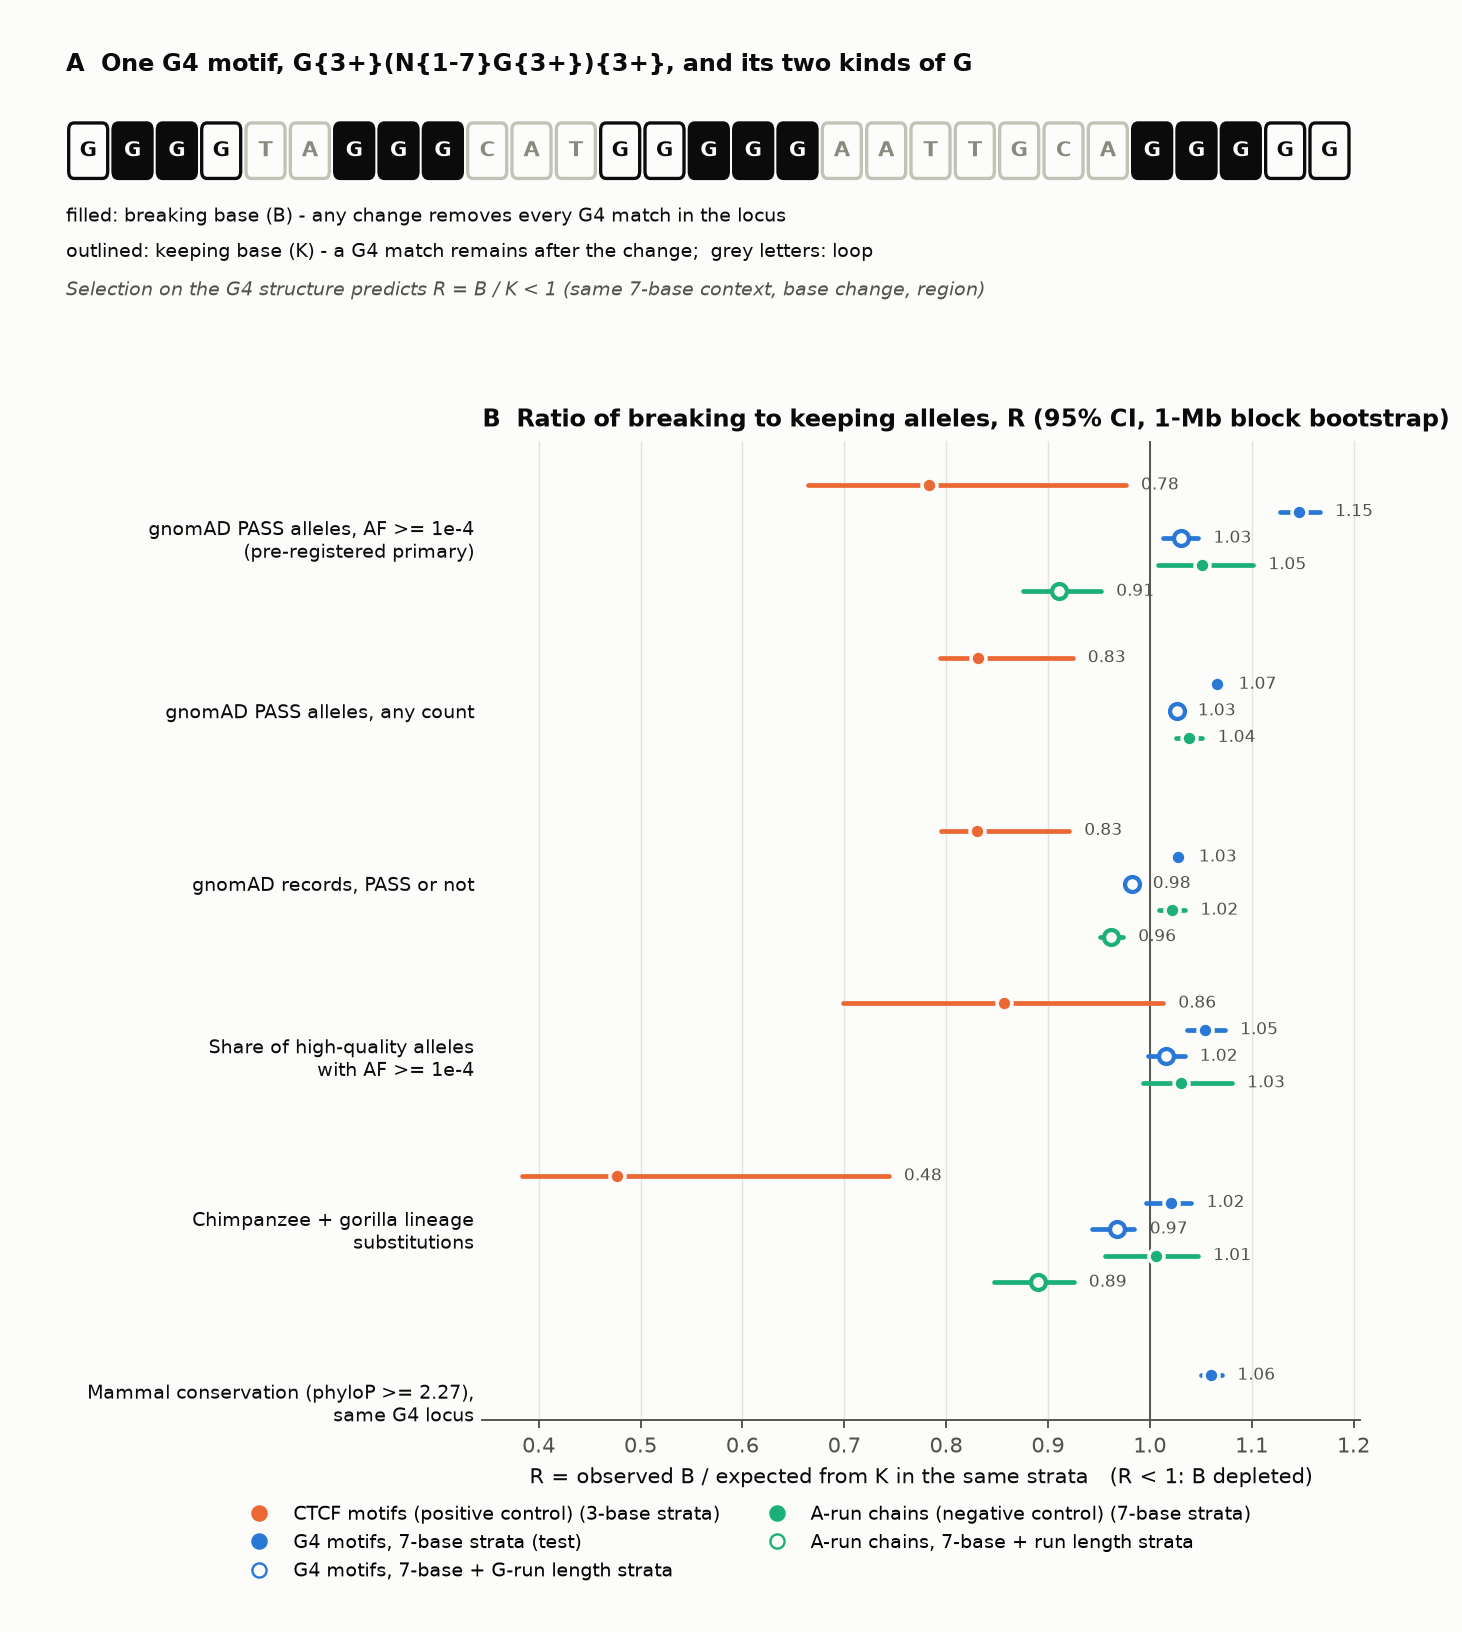 A One G4 motif, G{3+}(N{1-7}G{3+}){3+}, and its two kinds of G
G G G G T A G G G C A T G G G G G A A T T G C A G G G G G
filled: breaking base (B) - any change removes every G4 match in the locus
outlined: keeping base (K) - a G4 match remains after the change; grey letters: loop
Selection on the G4 structure predicts R = B / K < 1 (same 7-base context, base change, region)
B Ratio of breaking to keeping alleles, R (95% CI, 1-Mb block bootstrap)
0.78
1.15
gnomAD PASS alleles, AF >= 1e-4
(pre-registered primary)
1.03
1.05
0.91
0.83
1.07
gnomAD PASS alleles, any count
1.03
1.04
0.83
1.03
gnomAD records, PASS or not
0.98
1.02
0.96
0.86
1.05
Share of high-quality alleles
with AF >= 1e-4
1.02
1.03
0.48
1.02
Chimpanzee + gorilla lineage
substitutions
0.97
1.01
0.89
1.06
Mammal conservation (phyloP >= 2.27),
same G4 locus
0.4 0.5 0.6 0.7 0.8 0.9 1.0 1.1 1.2
R = observed B / expected from K in the same strata (R < 1: B depleted)
CTCF motifs (positive control) (3-base strata)
G4 motifs, 7-base strata (test)
G4 motifs, 7-base + G-run length strata
A-run chains (negative control) (7-base strata)
A-run chains, 7-base + run length strata